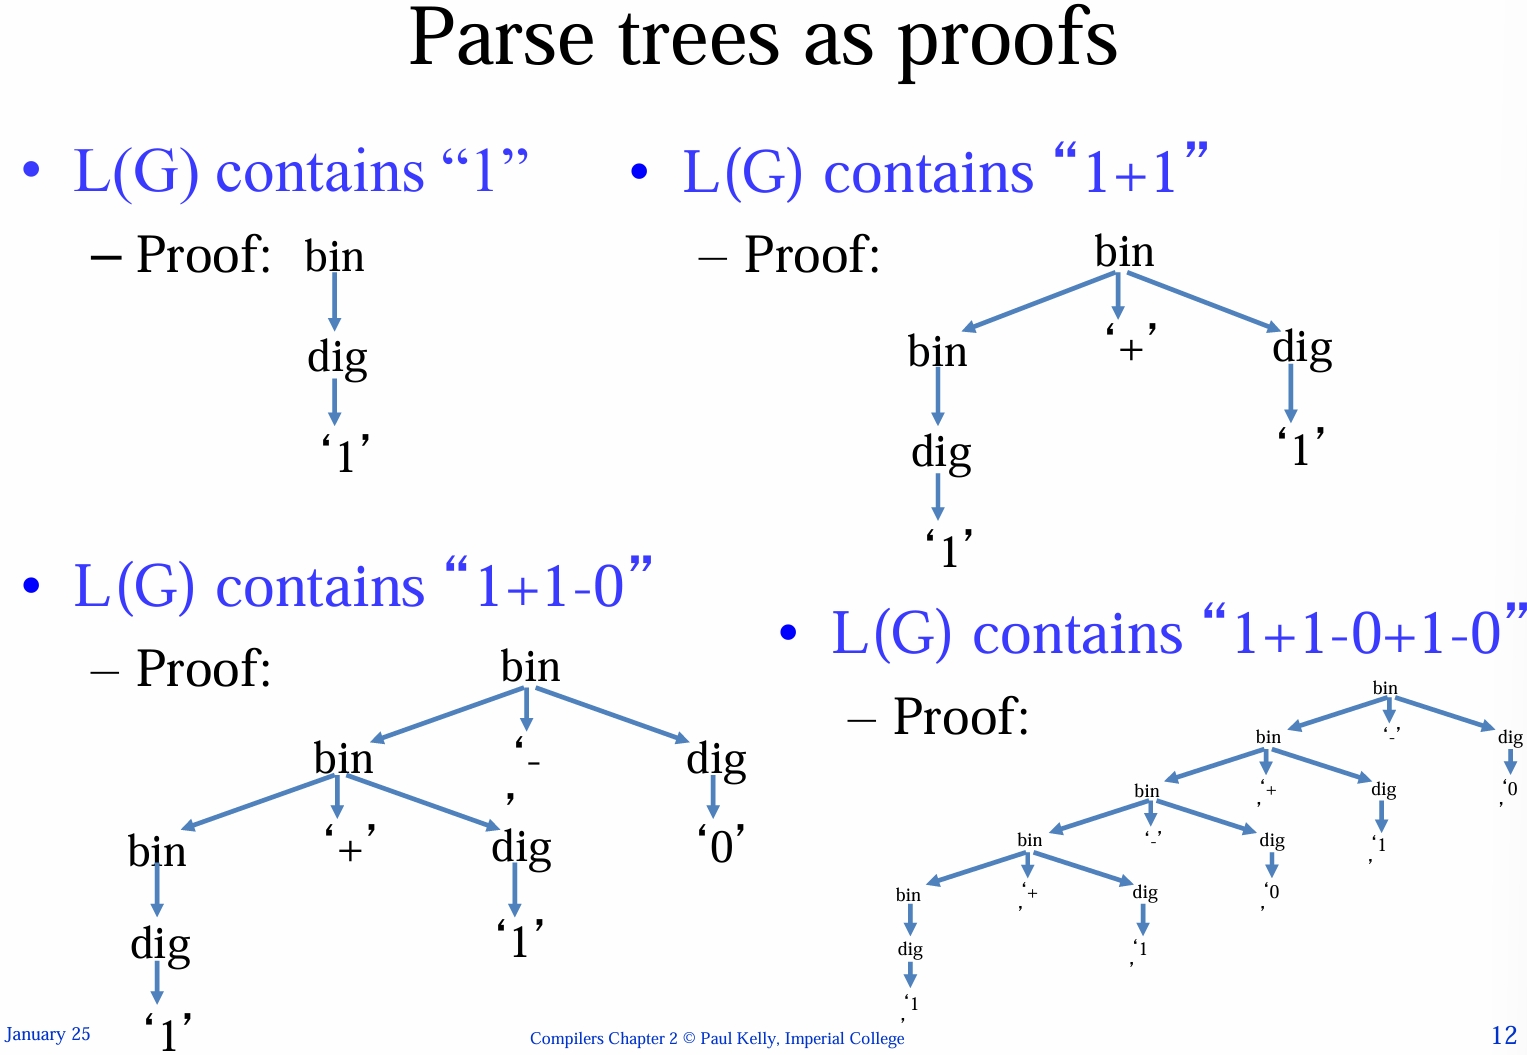 Parse trees as proofs
• L(G) contains “1”
– Proof: bin
dig
‘1’
• L(G) contains “1+1”
– Proof: bin
bin ‘+’ dig
dig ‘1’
‘1’
• L(G) contains “1+1-0”
– Proof: bin
bin ‘-’ dig
bin ‘+’ dig ‘0’
dig ‘1’
‘1’
• L(G) contains “1+1-0+1-0”
– Proof: bin
bin ‘-’ dig
bin ‘+’ dig ‘0’
bin ‘-’ dig ‘1’
bin ‘+’ dig ‘0’
dig ‘1’
‘1’
January 25
Compilers Chapter 2 © Paul Kelly, Imperial College
12